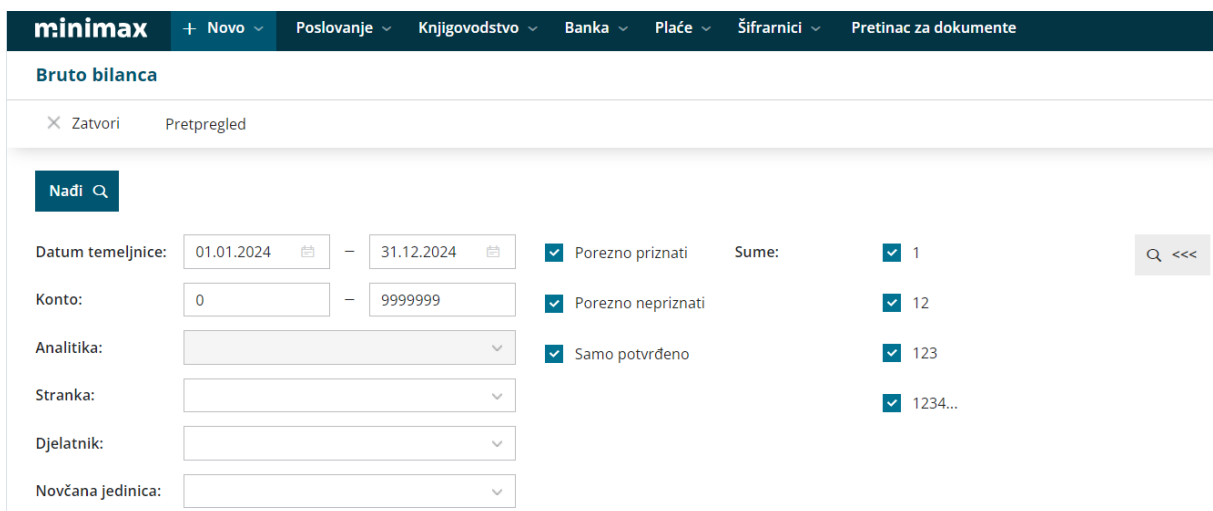 minimax + Novo Poslovanje Knjigovodstvo Banka Plaće Šifrarnici Pretinac za dokumente
Bruto bilanca
Zatvori Pretpregled
Nađi
Datum temeljnice: 01.01.2024 – 31.12.2024 Porezno priznati Sume: 1 <<<
Konto: 0 – 9999999 Porezno nepriznati 12
Analitika: Samo potvrđeno 123
Stranka: 1234...
Djelatnik:
Novčana jedinica: